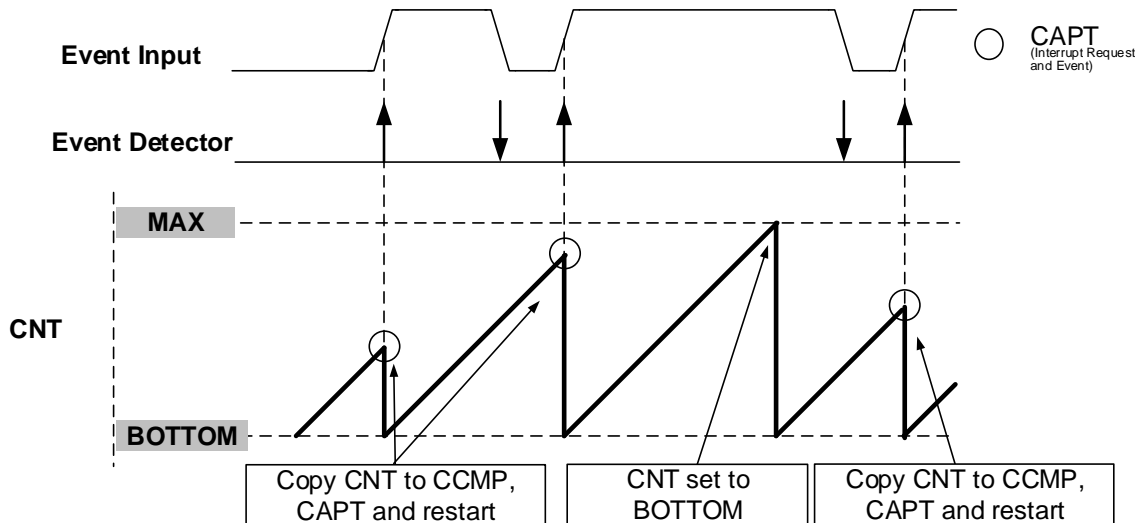 Event Input
CAPT
(Interrupt Request
and Event)
Event Detector
MAX
CNT
BOTTOM
Copy CNT to CCMP,
CAPT and restart
CNT set to
BOTTOM
Copy CNT to CCMP,
CAPT and restart